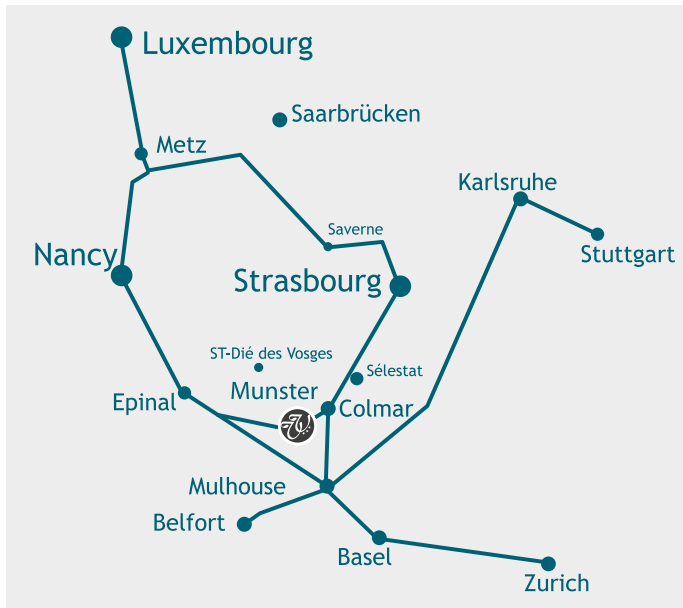 Luxembourg
Saarbrücken
Metz
Karlsruhe
Saverne
Nancy
Stuttgart
Strasbourg
ST-Dié des Vosges
Sélestat
Munster
Epinal
Colmar
Mulhouse
Belfort
Basel
Zurich